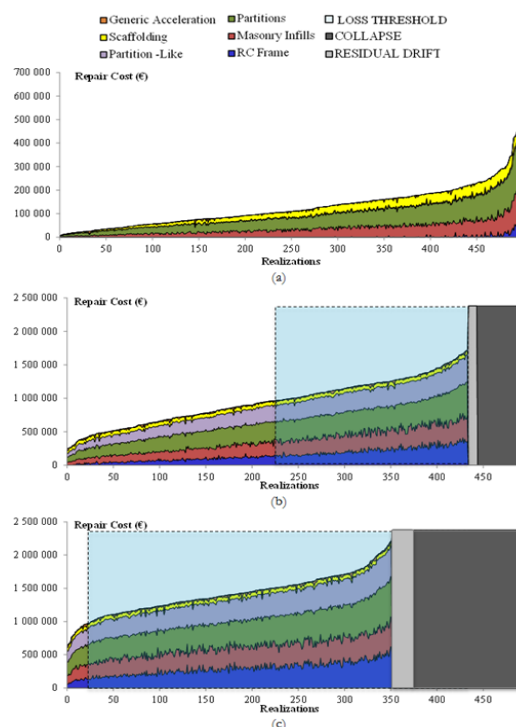 Generic Acceleration Partitions LOSS THRESHOLD
Scaffolding Masonry Infills COLLAPSE
Partition -Like RC Frame RESIDUAL DRIFT
Repair Cost (€)
700 000
600 000
500 000
400 000
300 000
200 000
100 000
0
0 50 100 150 200 250 300 350 400 450
Realizations
(a)
Repair Cost (€)
2 500 000
2 000 000
1 500 000
1 000 000
500 000
0
0 50 100 150 200 250 300 350 400 450
Realizations
(b)
Repair Cost (€)
2 500 000
2 000 000
1 500 000
1 000 000
500 000
0
0 50 100 150 200 250 300 350 400 450
Realizations
(c)